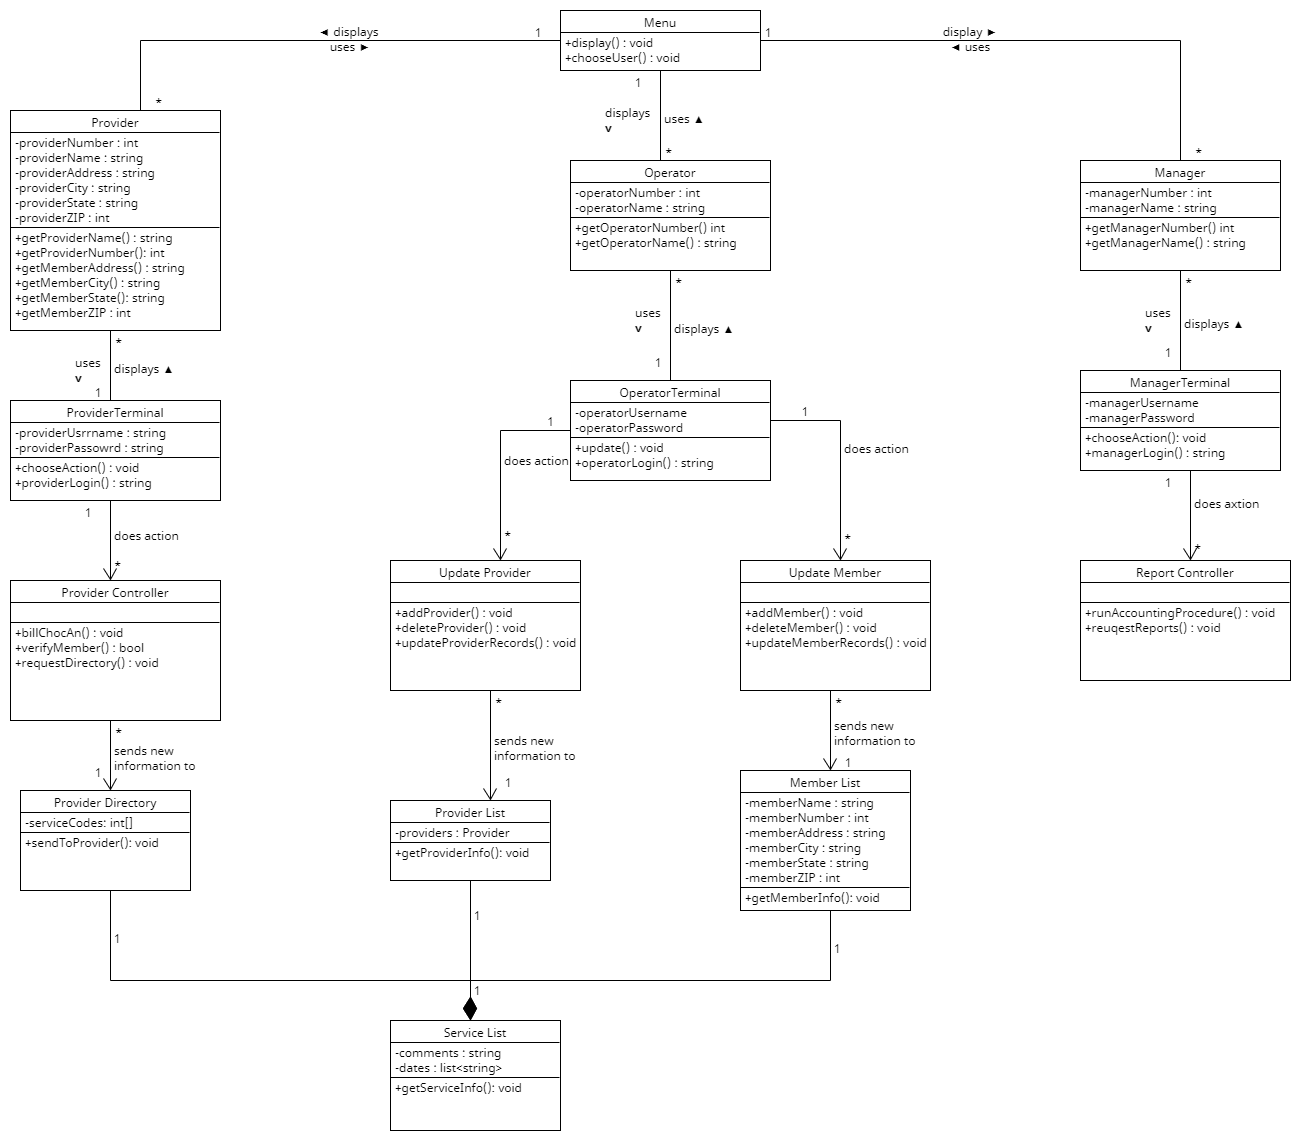 Menu
+display() : void
+chooseUser() : void
1
◄ displays
uses ►
*
1
display ►
◄ uses
*
1
displays
v
uses ▲
*
Provider
-providerNumber : int
-providerName : string
-providerAddress : string
-providerCity : string
-providerState : string
-providerZIP : int
+getProviderName() : string
+getProviderNumber(): int
+getMemberAddress() : string
+getMemberCity() : string
+getMemberState(): string
+getMemberZIP : int
Operator
-operatorNumber : int
-operatorName : string
+getOperatorNumber() int
+getOperatorName() : string
Manager
-managerNumber : int
-managerName : string
+getManagerNumber() int
+getManagerName() : string
*
uses
v
displays ▲
1
*
uses
v
displays ▲
1
*
uses
v
displays ▲
1
ProviderTerminal
-providerUsrrname : string
-providerPassowrd : string
+chooseAction() : void
+providerLogin() : string
OperatorTerminal
-operatorUsername
-operatorPassword
+update() : void
+operatorLogin() : string
ManagerTerminal
-managerUsername
-managerPassword
+chooseAction(): void
+managerLogin() : string
1
does action
*
1
does action
*
1
does action
*
1
does axtion
*
Provider Controller
+billChocAn() : void
+verifyMember() : bool
+requestDirectory() : void
Update Provider
+addProvider() : void
+deleteProvider() : void
+updateProviderRecords() : void
Update Member
+addMember() : void
+deleteMember() : void
+updateMemberRecords() : void
Report Controller
+runAccountingProcedure() : void
+reuqestReports() : void
*
sends new
information to
1
*
sends new
information to
1
*
sends new
information to
1
Provider Directory
-serviceCodes: int[]
+sendToProvider(): void
Provider List
-providers : Provider
+getProviderInfo(): void
Member List
-memberName : string
-memberNumber : int
-memberAddress : string
-memberCity : string
-memberState : string
-memberZIP : int
+getMemberInfo(): void
1
1
1
1
Service List
-comments : string
-dates : list<string>
+getServiceInfo(): void